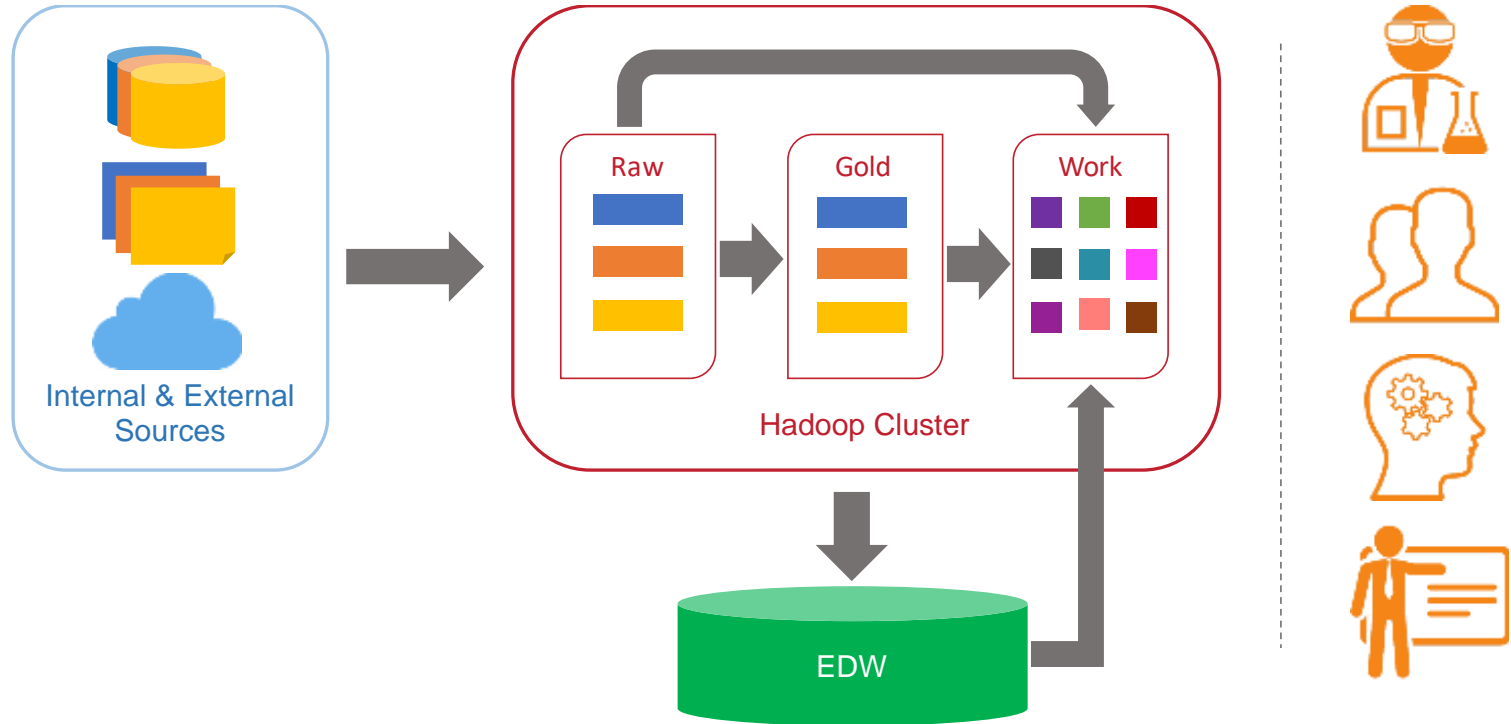 Internal & External
Sources
Raw
Gold
Work
Hadoop Cluster
EDW